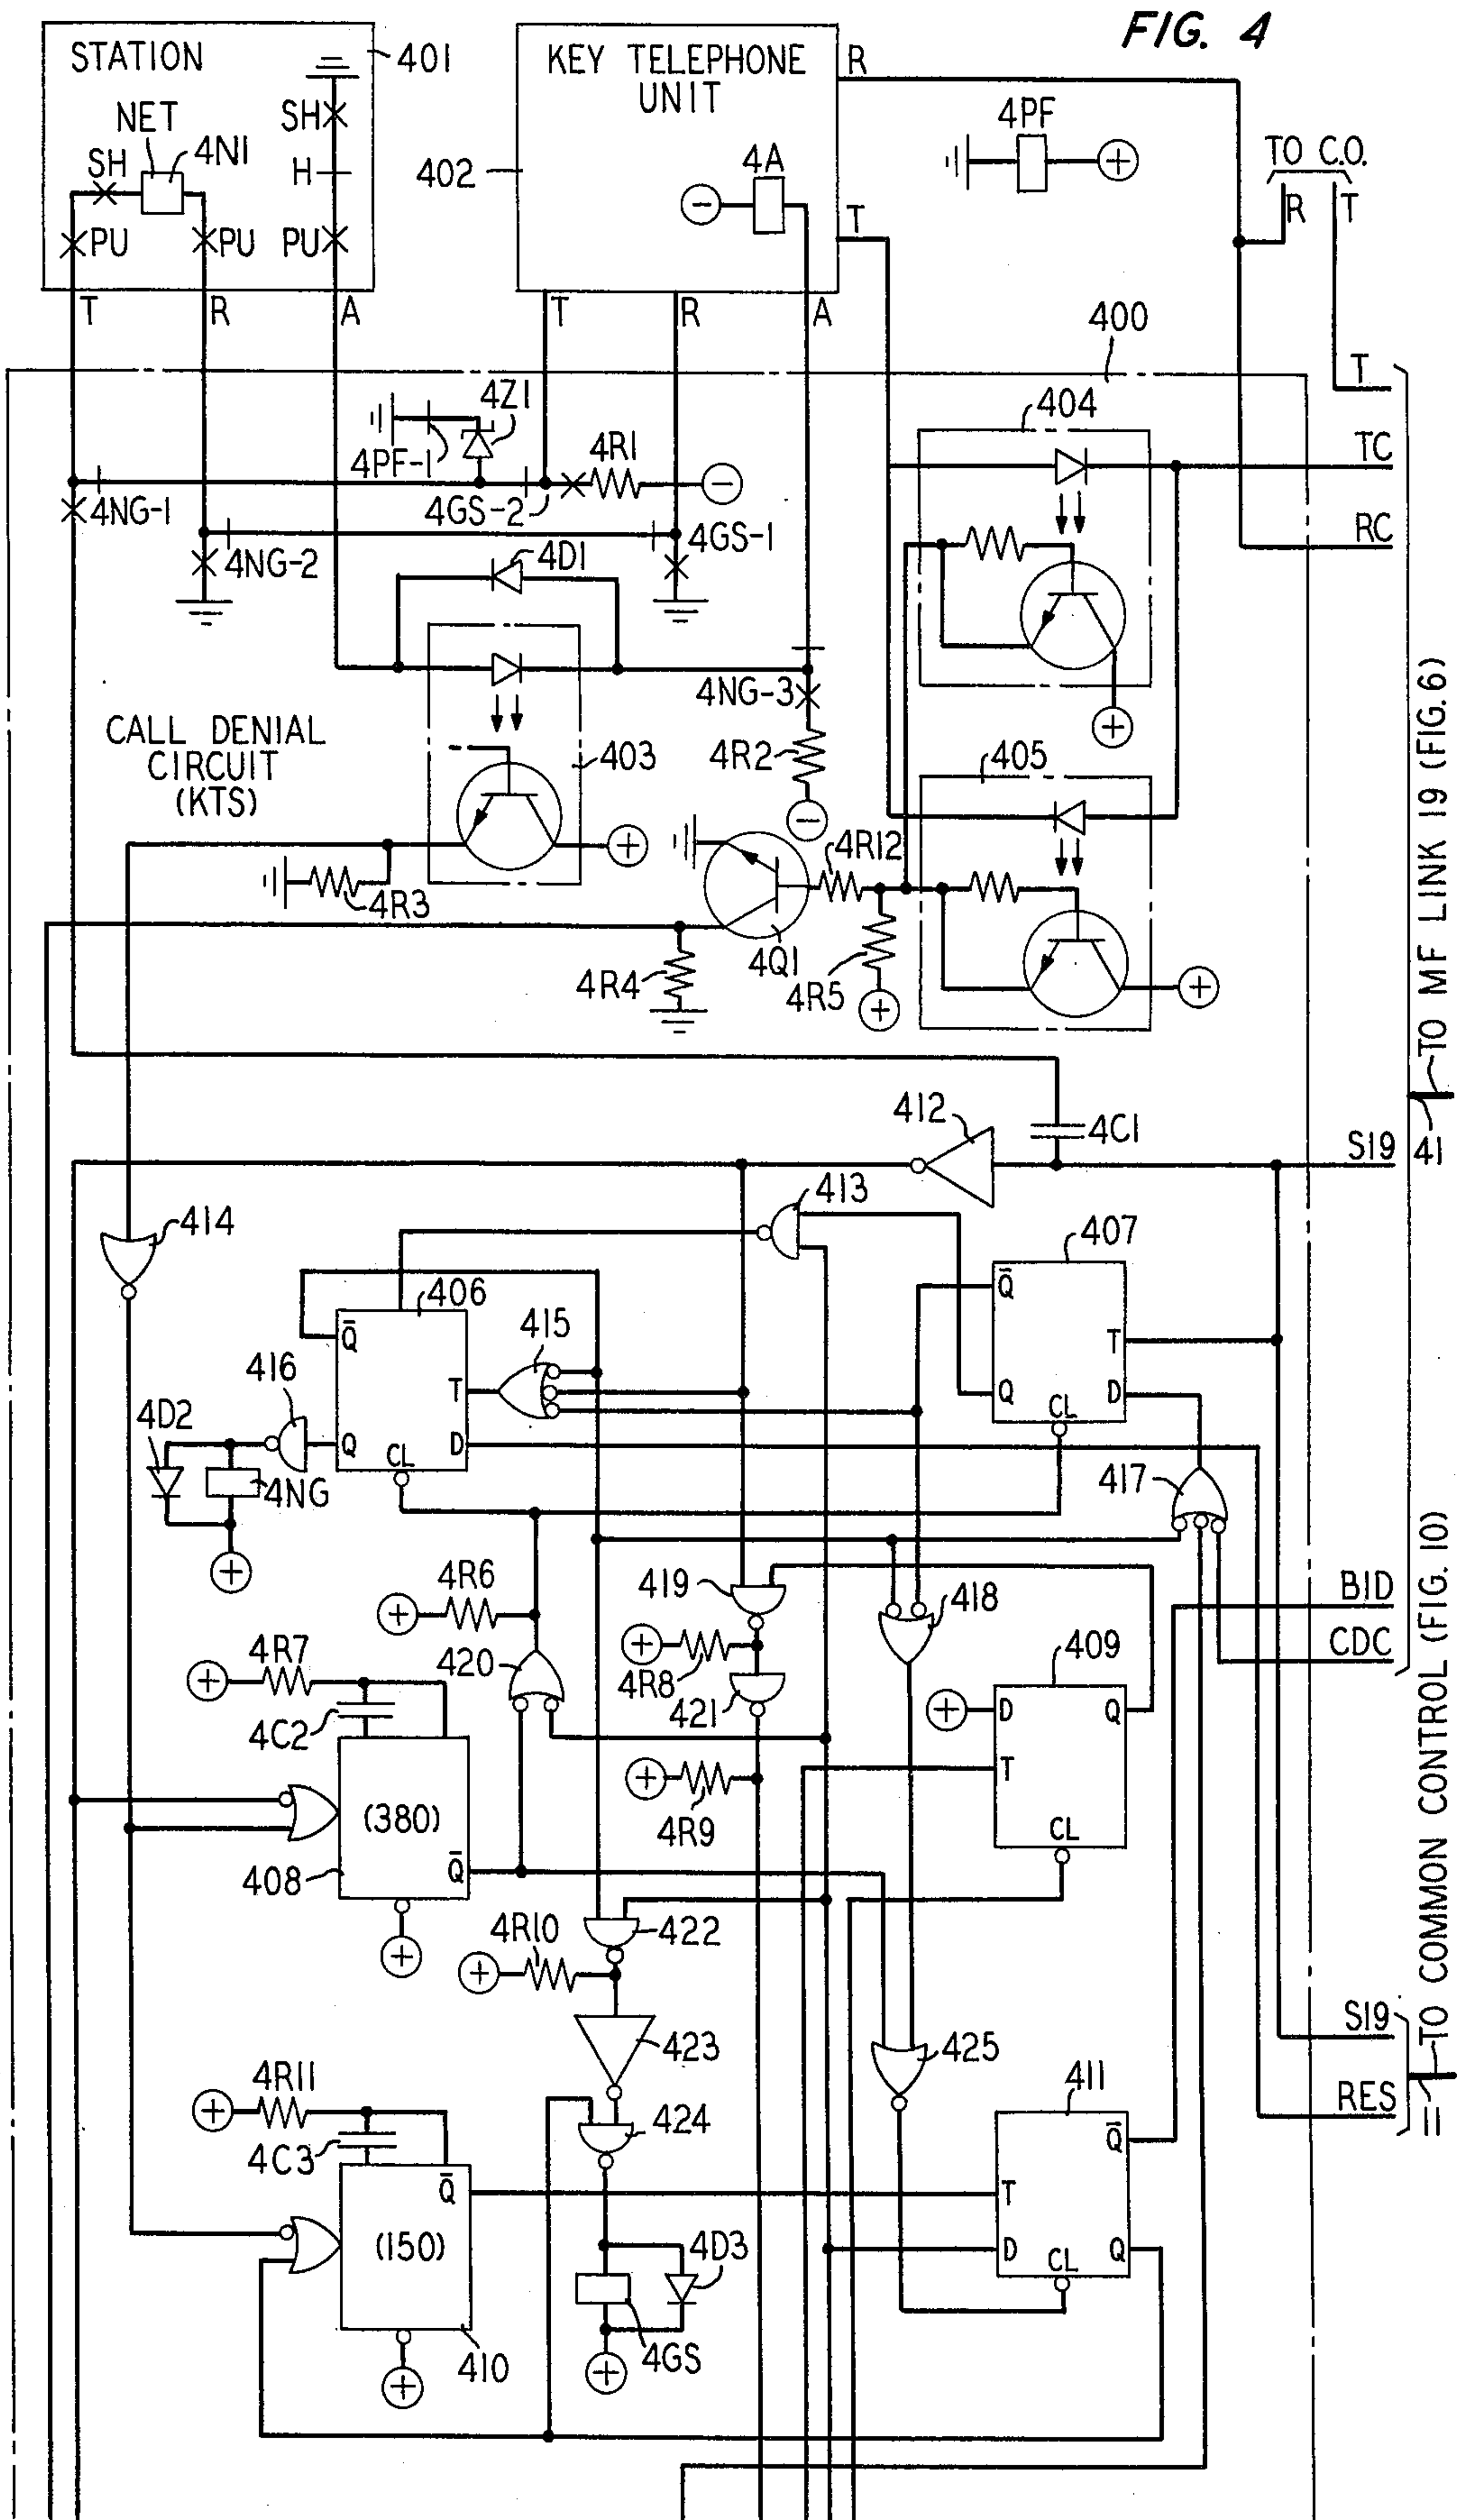 FIG. 4
STATION
401
NET
SH
4N1
SH
H
PU
PU
PU
T
R
A
KEY TELEPHONE
UNIT
402
4A
R
T
T
R
A
4PF
TO C.O.
R
T
400
T
TC
RC
404
4Z1
4PF-1
4R1
4GS-2
4NG-1
4NG-2
4GS-1
4D1
4NG-3
4R2
CALL DENIAL
CIRCUIT
(KTS)
403
405
4R3
4R12
4Q1
4R4
4R5
TO MF LINK 19 (FIG. 6)
41
412
4C1
S19
413
414
407
Q̄
T
Q
D
CL
406
Q̄
T
Q
D
CL
415
416
4D2
4NG
417
4R6
419
418
BID
CDC
4R7
420
4R8
421
409
D
Q
T
CL
4C2
(380)
Q̄
408
4R9
TO COMMON CONTROL (FIG. 10)
4R10
422
423
425
S19
RES
11
4R11
424
411
Q̄
T
D
Q
CL
4C3
Q̄
(150)
410
4D3
4GS